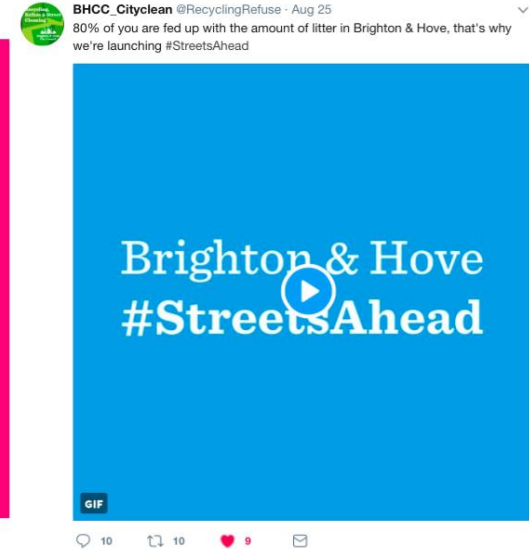 BHCC_Cityclean @RecyclingRefuse · Aug 25
80% of you are fed up with the amount of litter in Brighton & Hove, that's why
we're launching #StreetsAhead
Brighton & Hove
#StreetsAhead
GIF
10 10 9